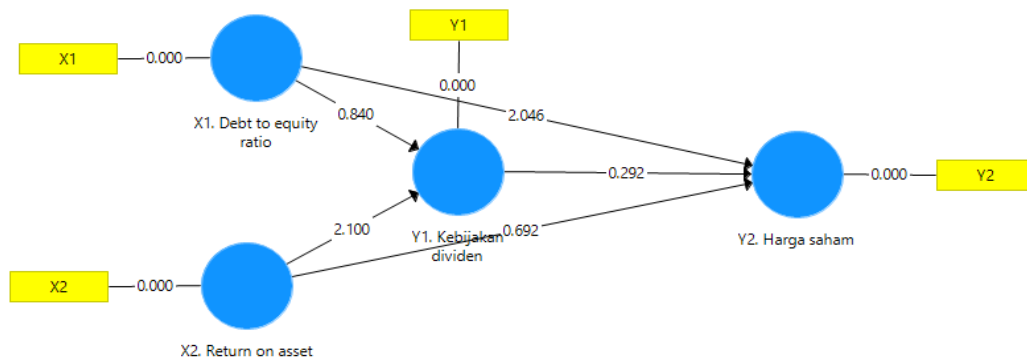 Y1
X1
0.000
0.000
X1. Debt to equity
ratio
0.840
2.046
0.292
0.000
Y2
2.100
Y1. Kebijakan
dividen
0.692
Y2. Harga saham
X2
0.000
X2. Return on asset